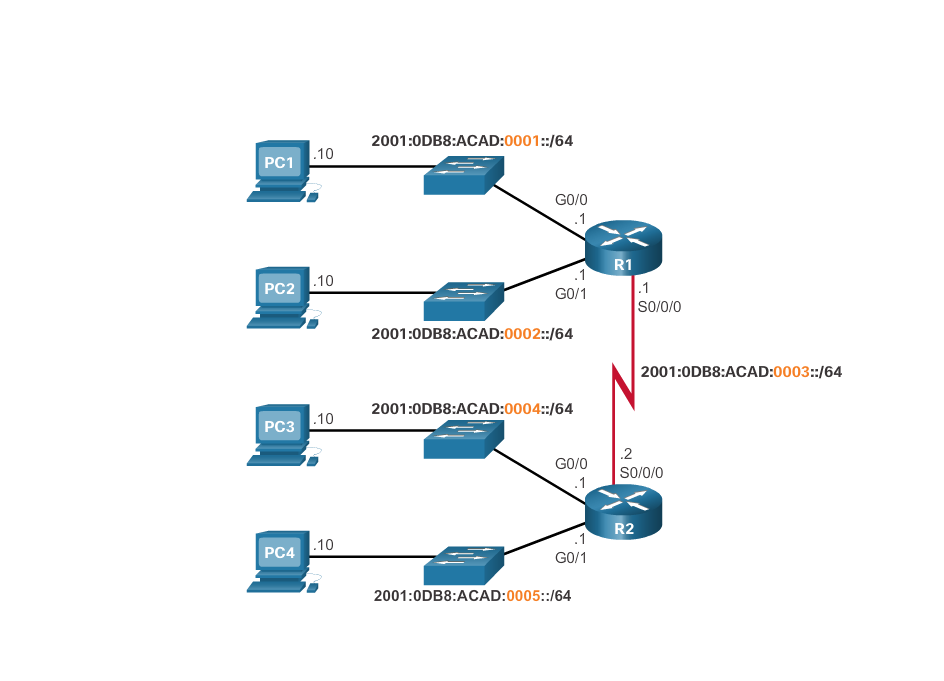 2001:0DB8:ACAD:0001::/64
PC1
.10
G0/0
.1
R1
PC2
.10
.1
G0/1
.1
S0/0/0
2001:0DB8:ACAD:0002::/64
2001:0DB8:ACAD:0003::/64
2001:0DB8:ACAD:0004::/64
PC3
.10
G0/0
.1
.2
S0/0/0
R2
PC4
.10
.1
G0/1
2001:0DB8:ACAD:0005::/64